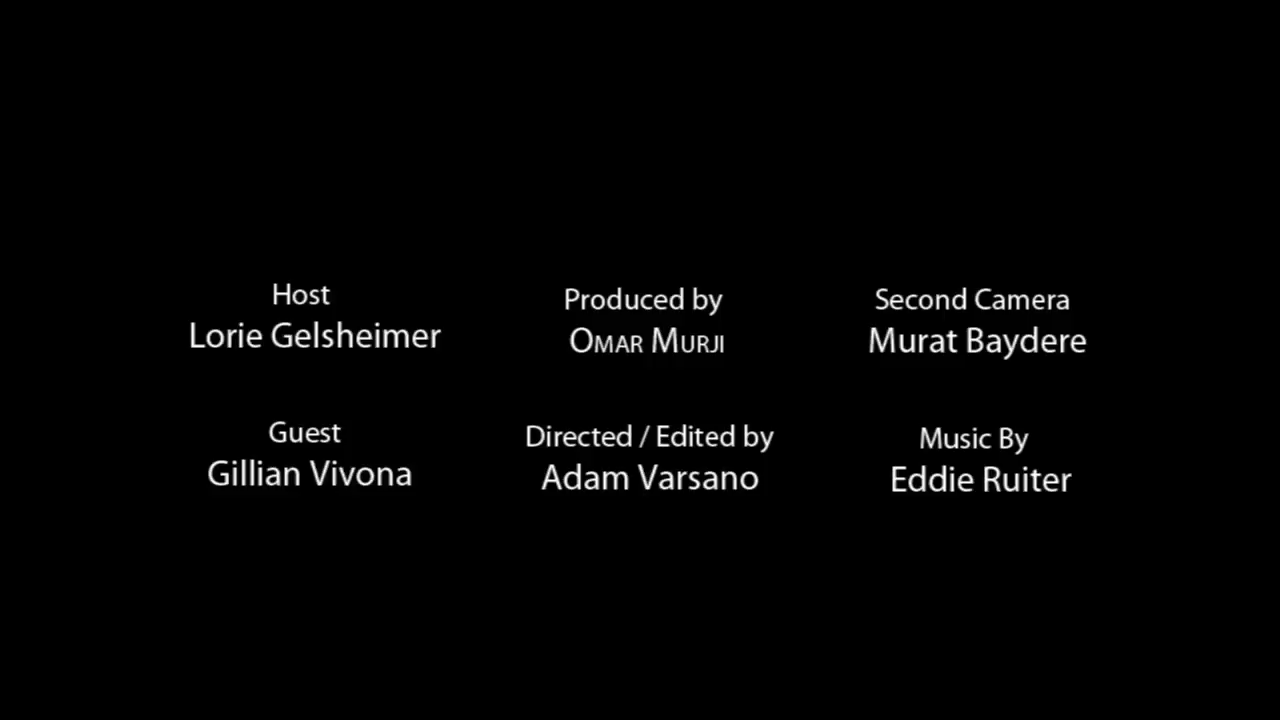 Host
Lorie Gelsheimer
Produced by
Omar Murji
Second Camera
Murat Baydere
Guest
Gillian Vivona
Directed / Edited by
Adam Varsano
Music By
Eddie Ruiter